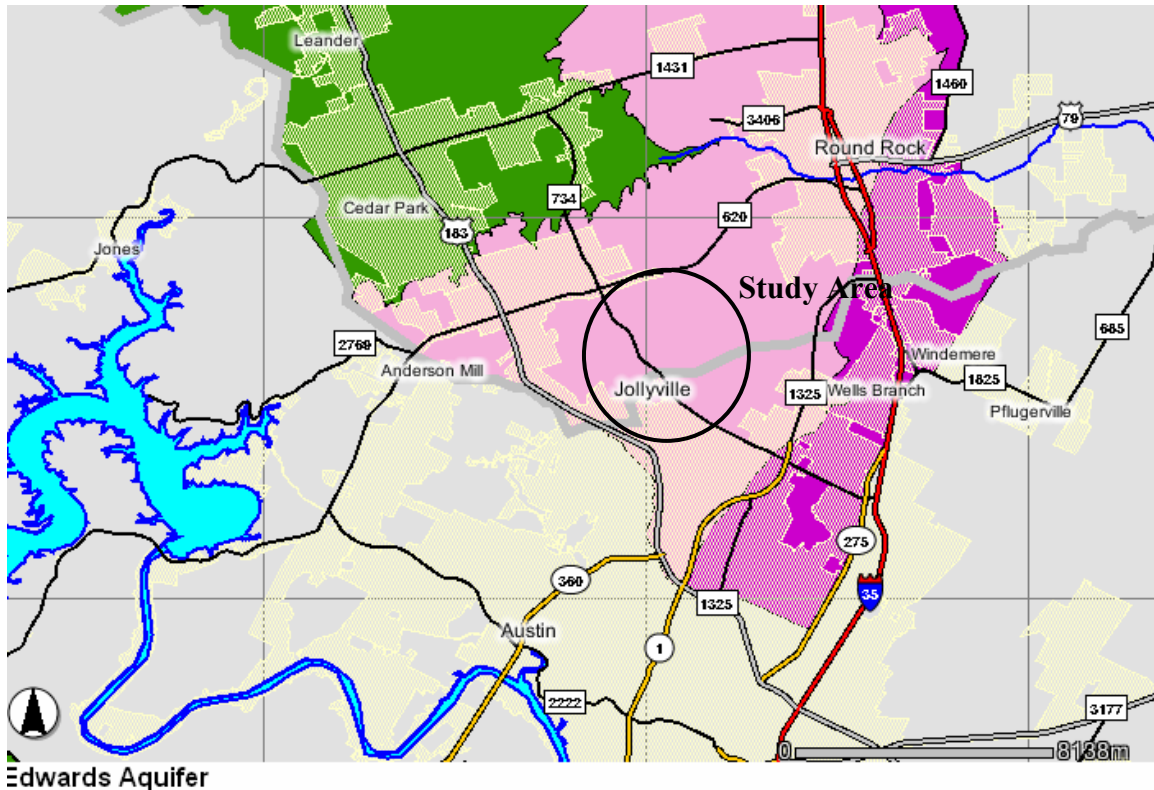 Leander
1431
1460
79
3406
Round Rock
734
Cedar Park
620
183
Jones
Study Area
685
2769
Windemere
Anderson Mill
1825
Jollyville
1325
Wells Branch
Pflugerville
275
360
35
1325
Austin
1
2222
3177
0 8138m
Edwards Aquifer